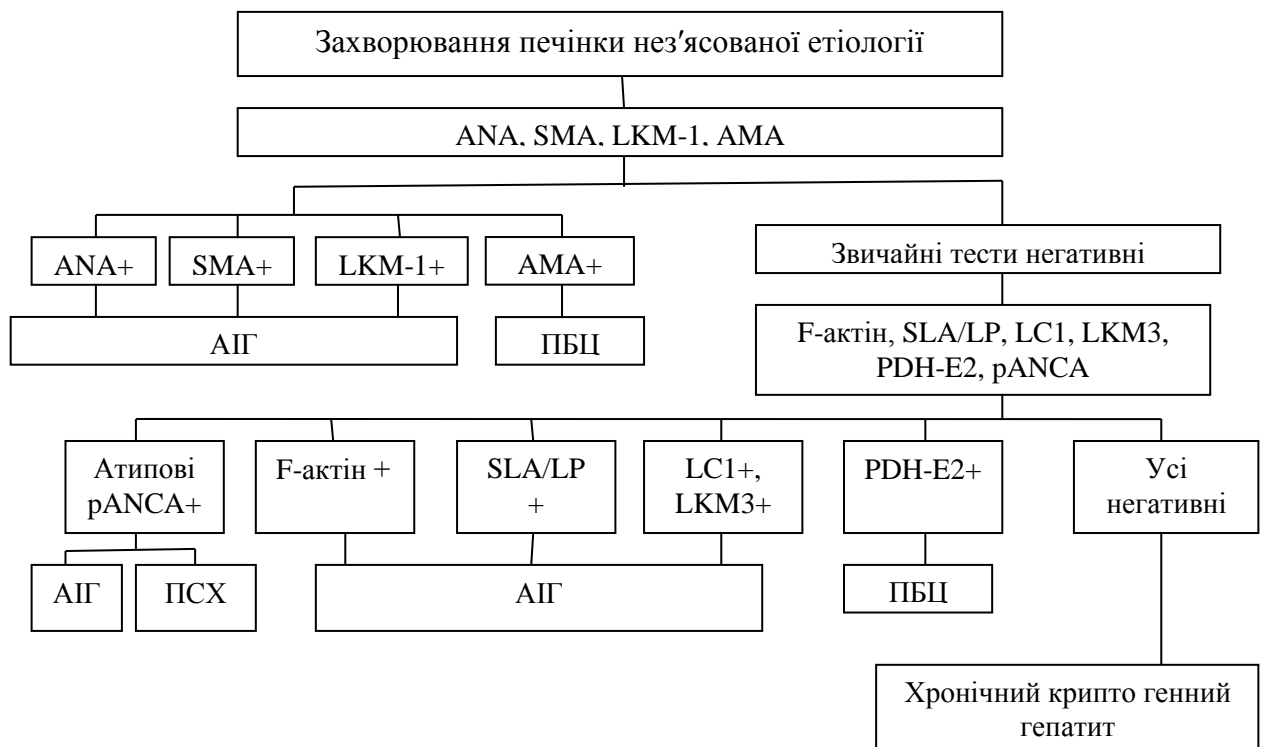 Захворювання печінки нез′ясованої етіології
ANA, SMA, LKM-1, AMA
ANA+
SMA+
LKM-1+
AMA+
Звичайні тести негативні
АІГ
ПБЦ
F-актін, SLA/LP, LC1, LKM3,
PDH-E2, pANCA
Атипові
pANCA+
F-актін +
SLA/LP
+
LC1+,
LKM3+
PDH-E2+
Усі
негативні
АІГ
ПСХ
АІГ
ПБЦ
Хронічний крипто генний
гепатит